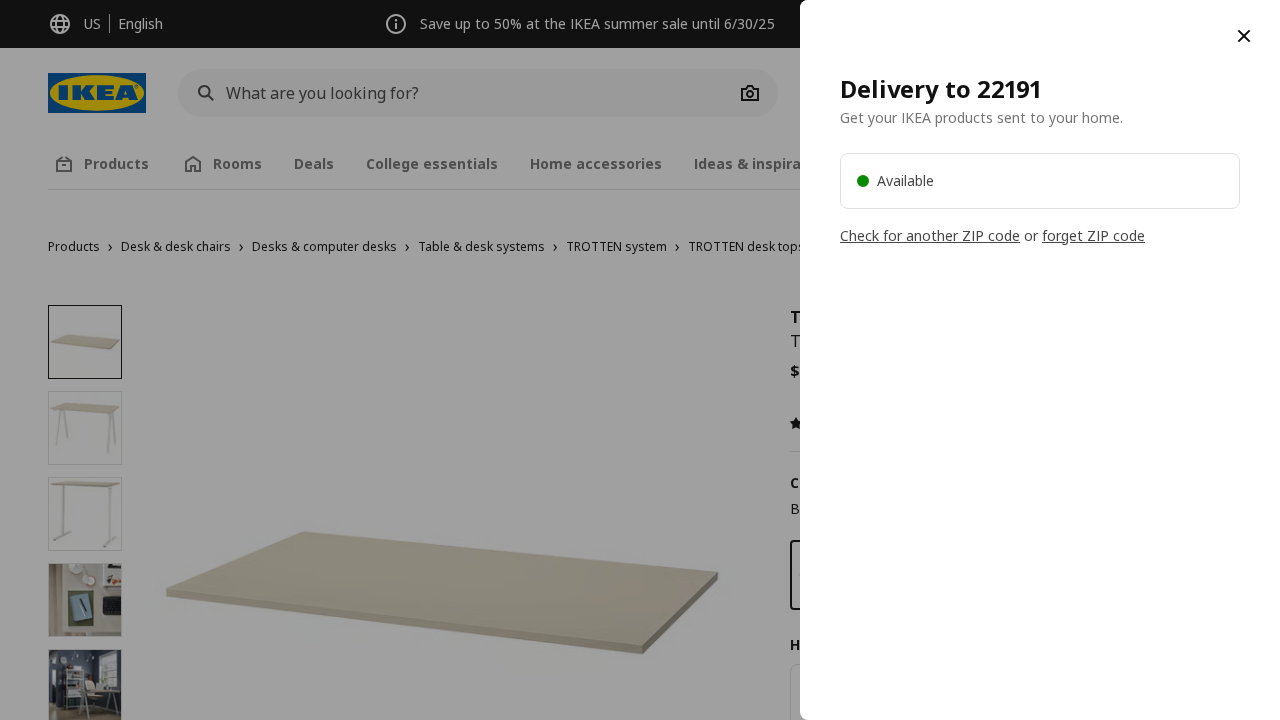 US English
Save up to 50% at the IKEA summer sale until 6/30/25
IKEA
What are you looking for?
Products
Rooms
Deals
College essentials
Home accessories
Ideas & inspira
Products › Desk & desk chairs › Desks & computer desks › Table & desk systems › TROTTEN system › TROTTEN desk tops
T
T
$
C
B
H
Delivery to 22191
Get your IKEA products sent to your home.
Available
Check for another ZIP code or forget ZIP code